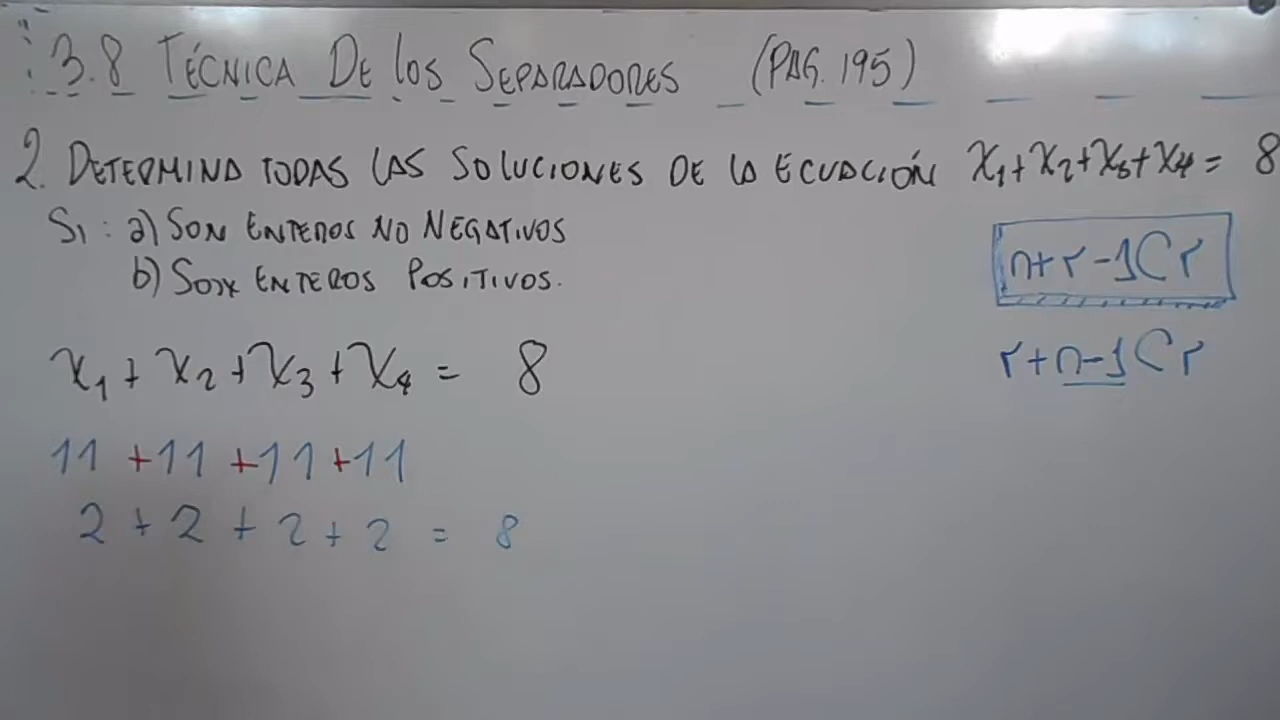 3.8 TÉCNICA DE LOS SEPARADORES (PÁG. 195)
2. DETERMINA TODAS LAS SOLUCIONES DE LA ECUACIÓN x₁+x₂+x₃+x₄= 8
Si: a) SON ENTEROS NO NEGATIVOS
b) SON ENTEROS POSITIVOS.
n+r-1Cr
x₁ + x₂ + x₃ + x₄ = 8
r+n-1Cr
11 +11 +11+11
2 + 2 + 2 + 2 = 8